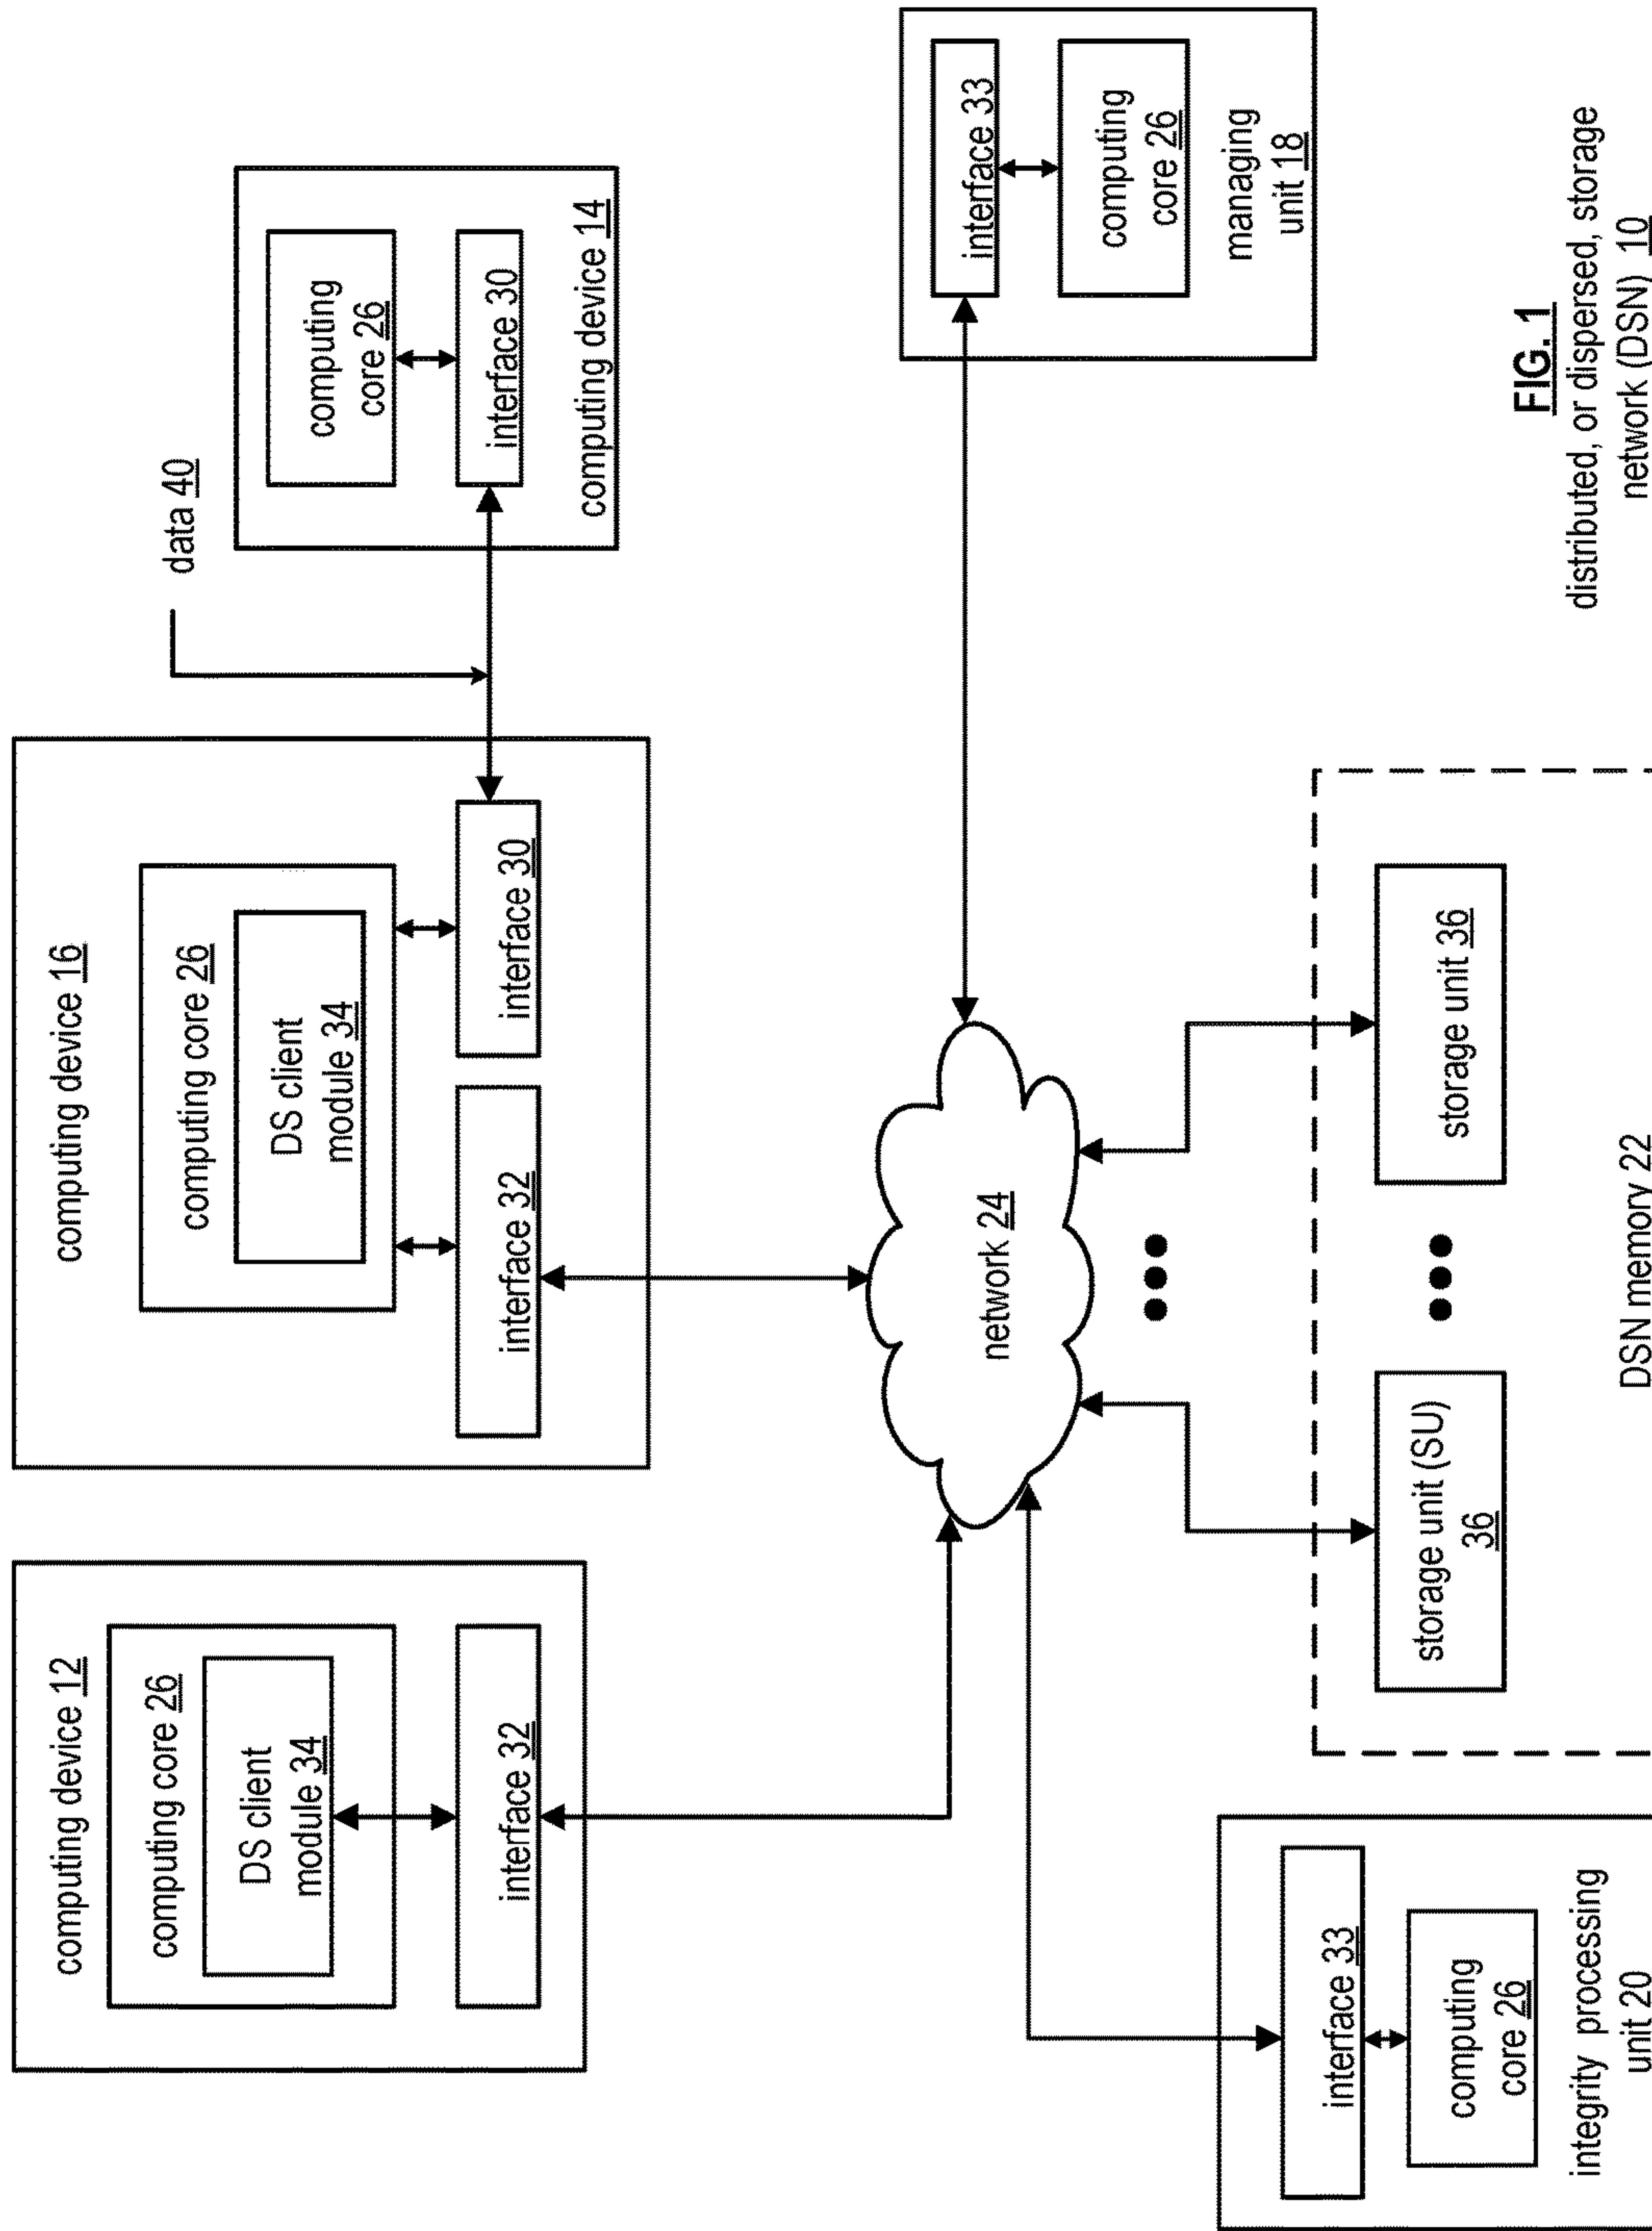 computing device 12
computing core 26
DS client
module 34
interface 32
computing device 16
computing core 26
DS client
module 34
interface 32
interface 30
data 40
computing
core 26
interface 30
computing device 14
network 24
interface 33
computing
core 26
managing
unit 18
interface 33
computing
core 26
integrity processing
unit 20
storage unit (SU)
36
storage unit 36
DSN memory 22
FIG. 1
distributed, or dispersed, storage
network (DSN) 10